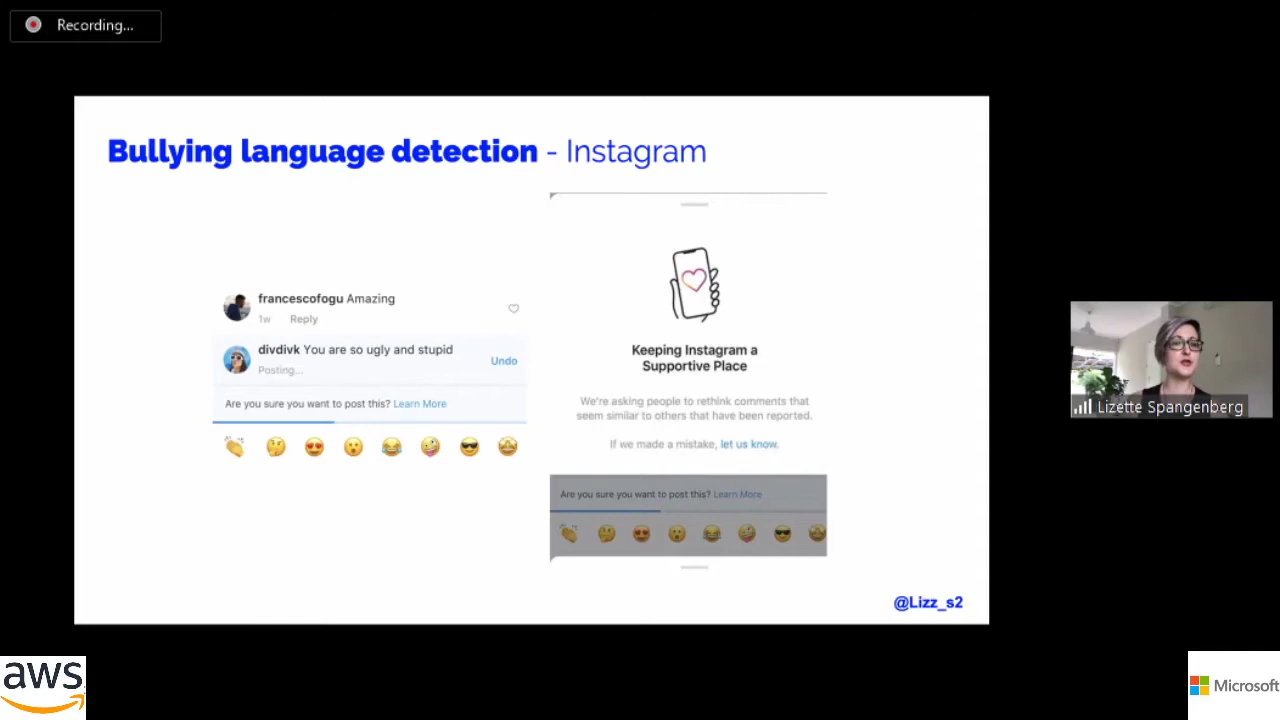 Recording...
Bullying language detection - Instagram
francescofogu Amazing
1w Reply
divdivk You are so ugly and stupid
Posting...
Undo
Are you sure you want to post this? Learn More
Keeping Instagram a
Supportive Place
We're asking people to rethink comments that
seem similar to others that have been reported.
If we made a mistake, let us know.
Are you sure you want to post this? Learn More
@Lizz_s2
Lizette Spangenberg
aws
Microsoft